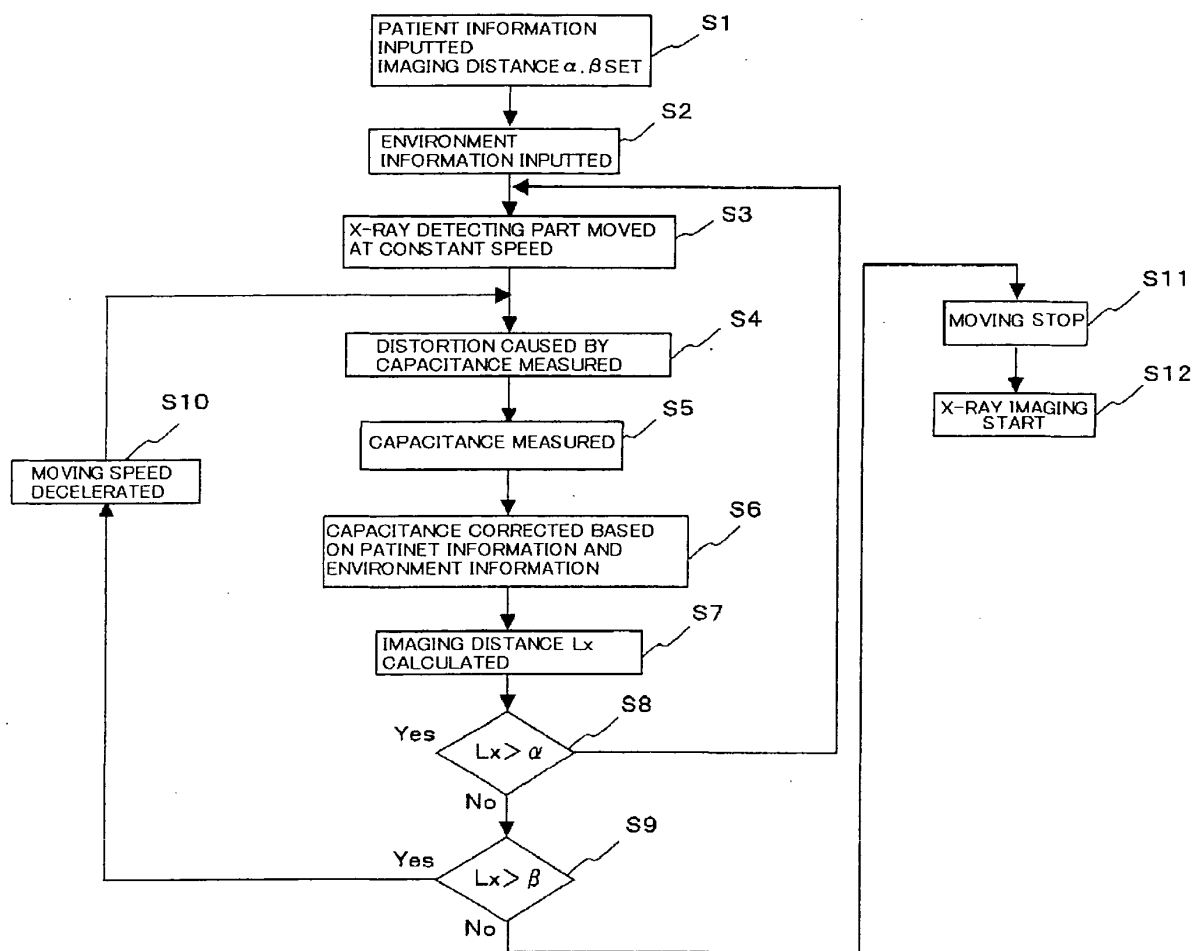 S1
PATIENT INFORMATION
INPUTTED
IMAGING DISTANCE α, β SET
S2
ENVIRONMENT
INFORMATION INPUTTED
S3
X-RAY DETECTING PART MOVED
AT CONSTANT SPEED
S4
DISTORTION CAUSED BY
CAPACITANCE MEASURED
S5
CAPACITANCE MEASURED
S6
CAPACITANCE CORRECTED BASED
ON PATINET INFORMATION AND
ENVIRONMENT INFORMATION
S7
IMAGING DISTANCE Lx
CALCULATED
S8
Yes
Lx > α
No
S9
Yes
Lx > β
No
S10
MOVING SPEED
DECELERATED
S11
MOVING STOP
S12
X-RAY IMAGING
START